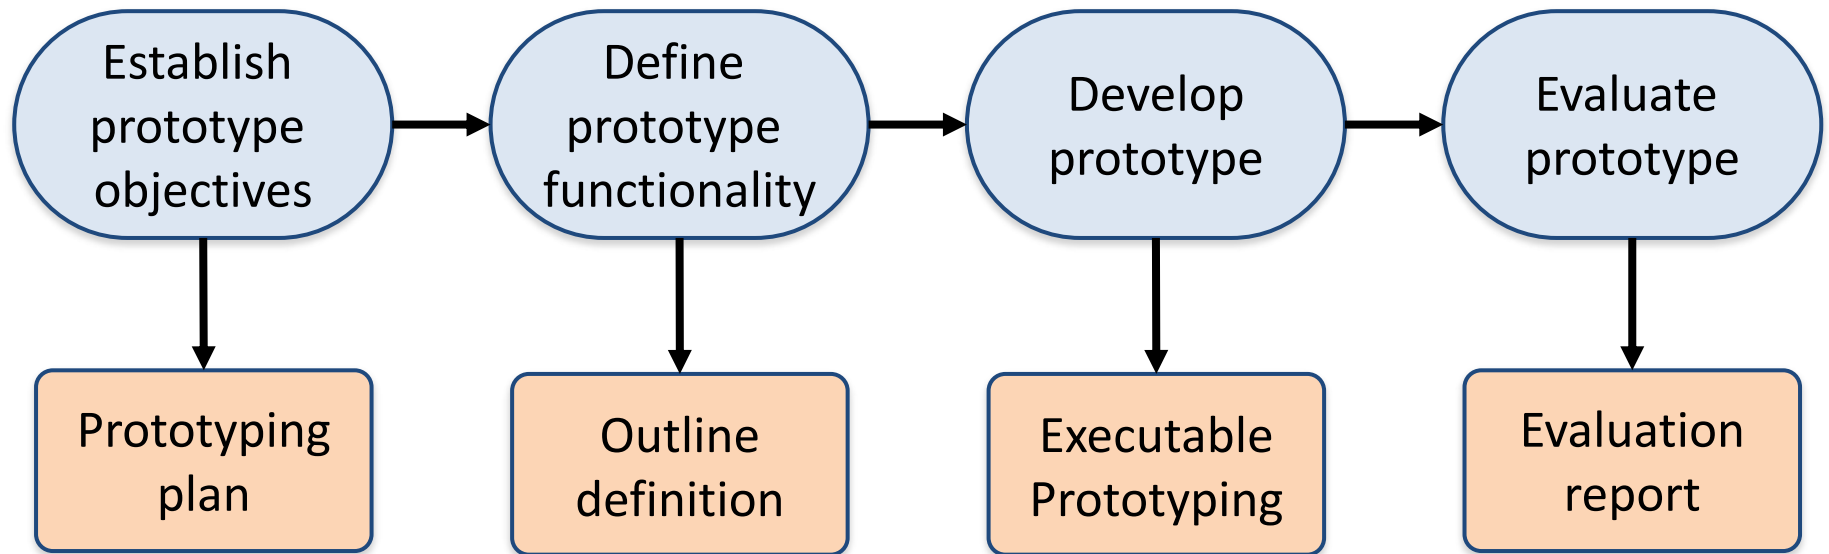 Establish
prototype
objectives
Define
prototype
functionality
Develop
prototype
Evaluate
prototype
Prototyping
plan
Outline
definition
Executable
Prototyping
Evaluation
report